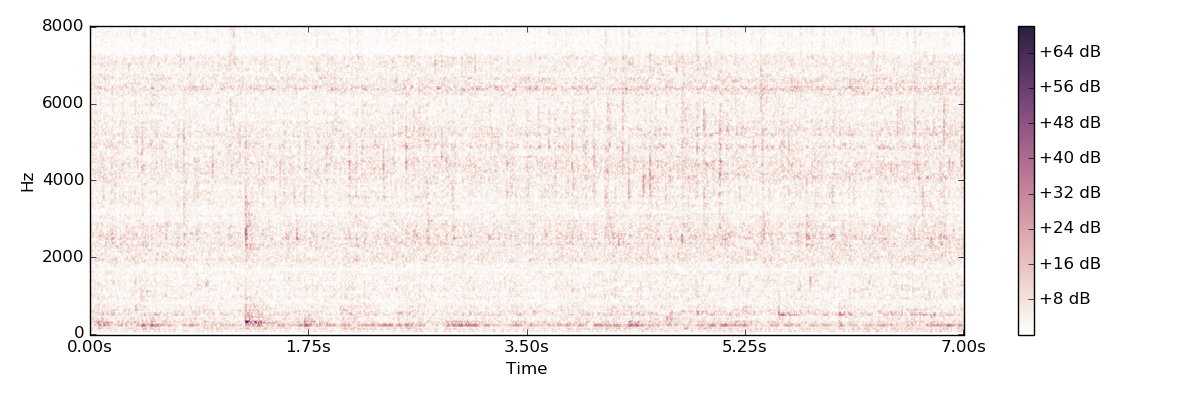 8000
6000
4000
2000
0
Hz
0.00s 1.75s 3.50s 5.25s 7.00s
Time
+64 dB
+56 dB
+48 dB
+40 dB
+32 dB
+24 dB
+16 dB
+8 dB